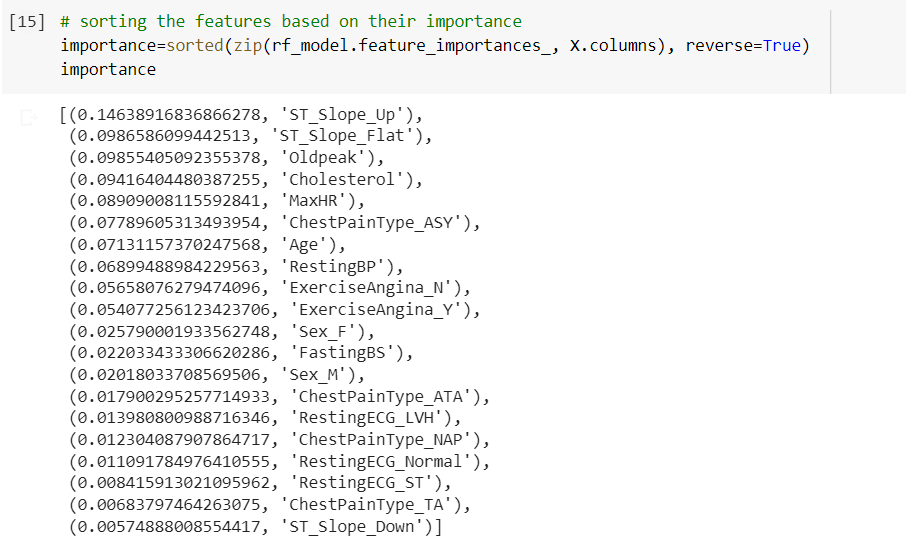 [15] # sorting the features based on their importance
importance=sorted(zip(rf_model.feature_importances_, X.columns), reverse=True)
importance
[(0.14638916836866278, 'ST_Slope_Up'),
(0.0986586099442513, 'ST_Slope_Flat'),
(0.09855405092355378, 'Oldpeak'),
(0.09416404480387255, 'Cholesterol'),
(0.08909008115592841, 'MaxHR'),
(0.07789605313493954, 'ChestPainType_ASY'),
(0.07131157370247568, 'Age'),
(0.06899488984229563, 'RestingBP'),
(0.05658076279474096, 'ExerciseAngina_N'),
(0.054077256123423706, 'ExerciseAngina_Y'),
(0.025790001933562748, 'Sex_F'),
(0.022033433306620286, 'FastingBS'),
(0.02018033708569506, 'Sex_M'),
(0.017900295257714933, 'ChestPainType_ATA'),
(0.013980800988716346, 'RestingECG_LVH'),
(0.012304087907864717, 'ChestPainType_NAP'),
(0.011091784976410555, 'RestingECG_Normal'),
(0.008415913021095962, 'RestingECG_ST'),
(0.00683797464263075, 'ChestPainType_TA'),
(0.00574888008554417, 'ST_Slope_Down')]